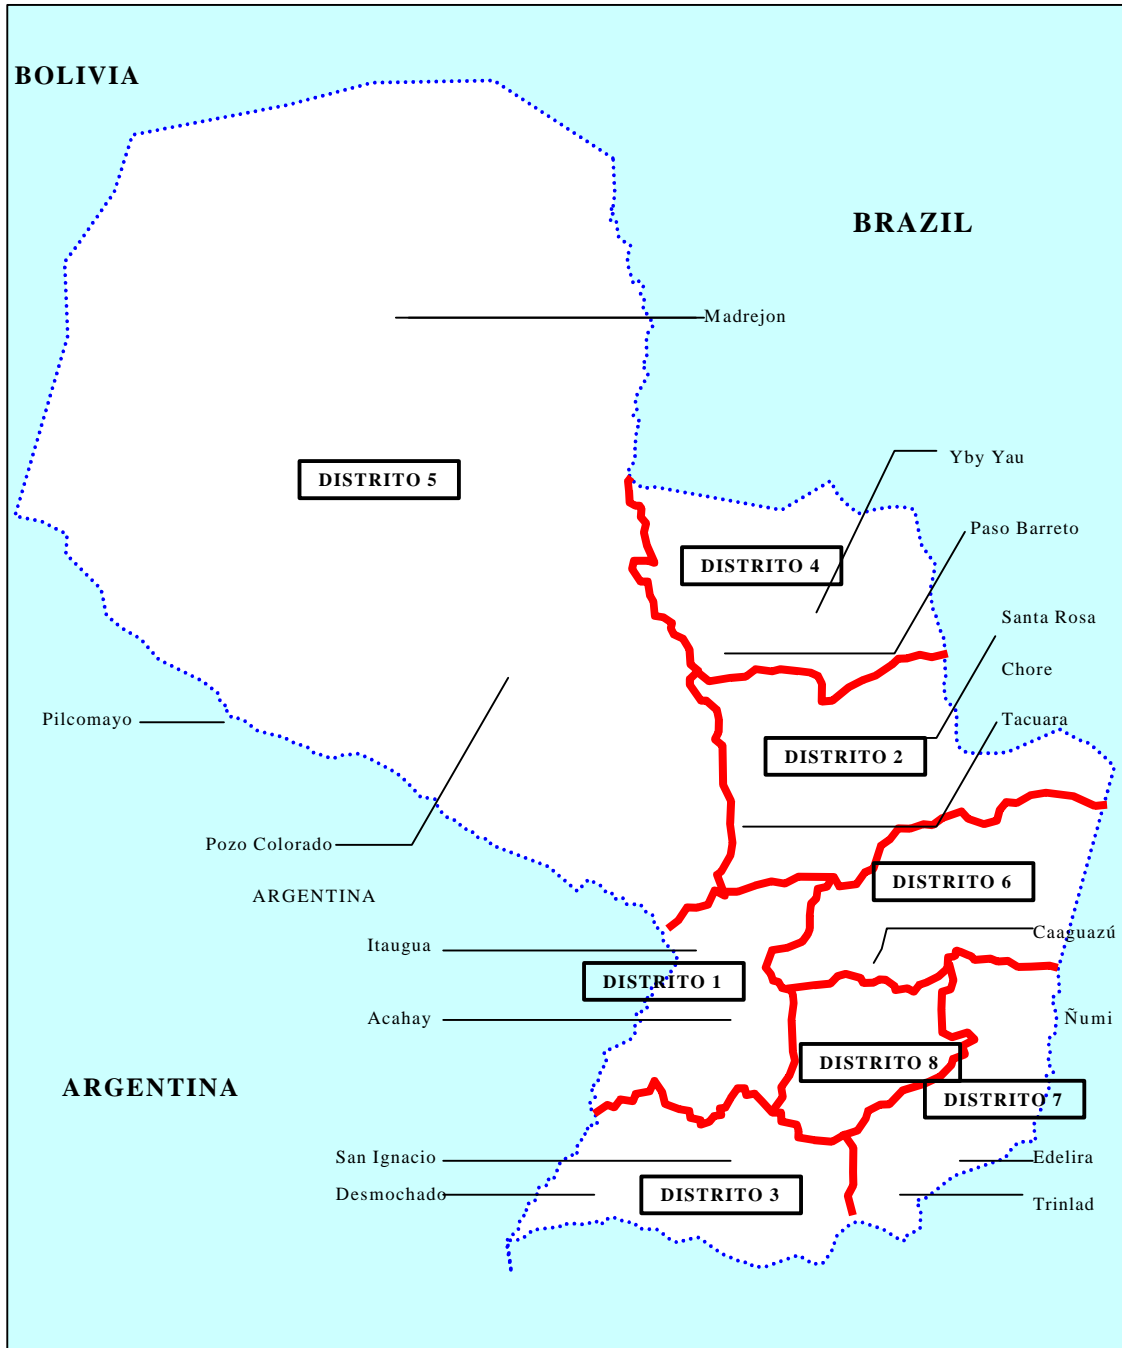 BOLIVIA
BRAZIL
Madrejon
Yby Yau
DISTRITO 5
Paso Barreto
DISTRITO 4
Santa Rosa
Chore
Pilcomayo
Tacuara
DISTRITO 2
Pozo Colorado
DISTRITO 6
ARGENTINA
Caaguazú
Itaugua
DISTRITO 1
Acahay
Ñumi
DISTRITO 8
ARGENTINA
DISTRITO 7
San Ignacio
Edelira
Desmochado
DISTRITO 3
Trinlad